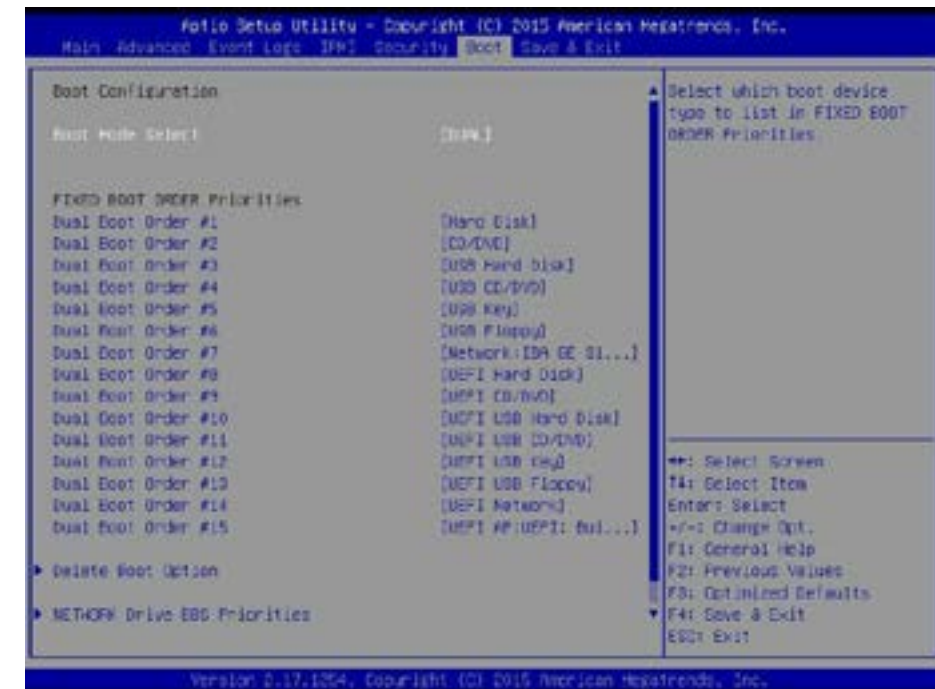 Aptio Setup Utility - Copyright (C) 2015 American Megatrends, Inc.
Main Advanced Event Logs IPMI Security Boot Save & Exit
Boot Configuration
Boot Mode Select [DUAL]
FIXED BOOT ORDER Priorities
Dual Boot Order #1 [Hard Disk]
Dual Boot Order #2 [CD/DVD]
Dual Boot Order #3 [USB Hard Disk]
Dual Boot Order #4 [USB CD/DVD]
Dual Boot Order #5 [USB Key]
Dual Boot Order #6 [USB Floppy]
Dual Boot Order #7 [Network:IBA GE Sl...]
Dual Boot Order #8 [UEFI Hard Disk]
Dual Boot Order #9 [UEFI CD/DVD]
Dual Boot Order #10 [UEFI USB Hard Disk]
Dual Boot Order #11 [UEFI USB CD/DVD]
Dual Boot Order #12 [UEFI USB Key]
Dual Boot Order #13 [UEFI USB Floppy]
Dual Boot Order #14 [UEFI Network]
Dual Boot Order #15 [UEFI AP:UEFI: Bui...]
Delete Boot Option
NETWORK Drive BBS Priorities
Select which boot device
type to list in FIXED BOOT
ORDER Priorities
↔: Select Screen
↑↓: Select Item
Enter: Select
+/-: Change Opt.
F1: General Help
F2: Previous Values
F3: Optimized Defaults
F4: Save & Exit
ESC: Exit
Version 2.17.1254. Copyright (C) 2015 American Megatrends, Inc.